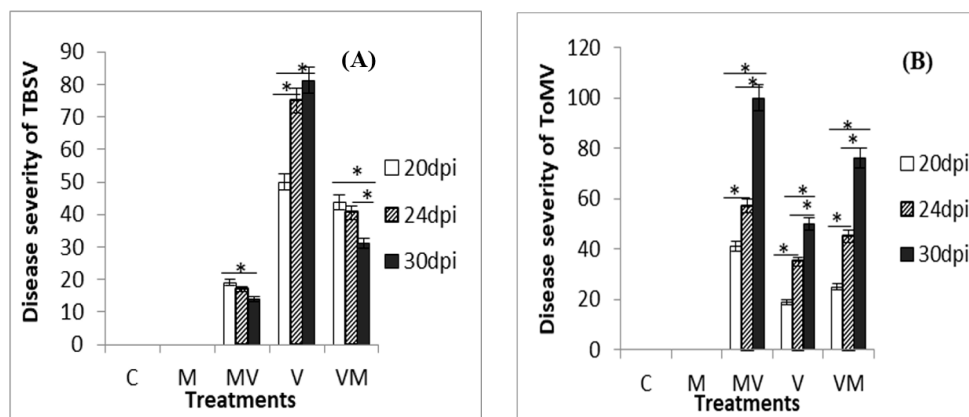 Disease severity of TBSV
90
80
70
60
50
40
30
20
10
0
(A)
* *
*
*
*
*
20dpi
24dpi
30dpi
C M MV V VM
Treatments
Disease severity of ToMV
120
100
80
60
40
20
0
(B)
*
*
*
*
*
*
*
*
*
20dpi
24dpi
30dpi
C M MV V VM
Treatments